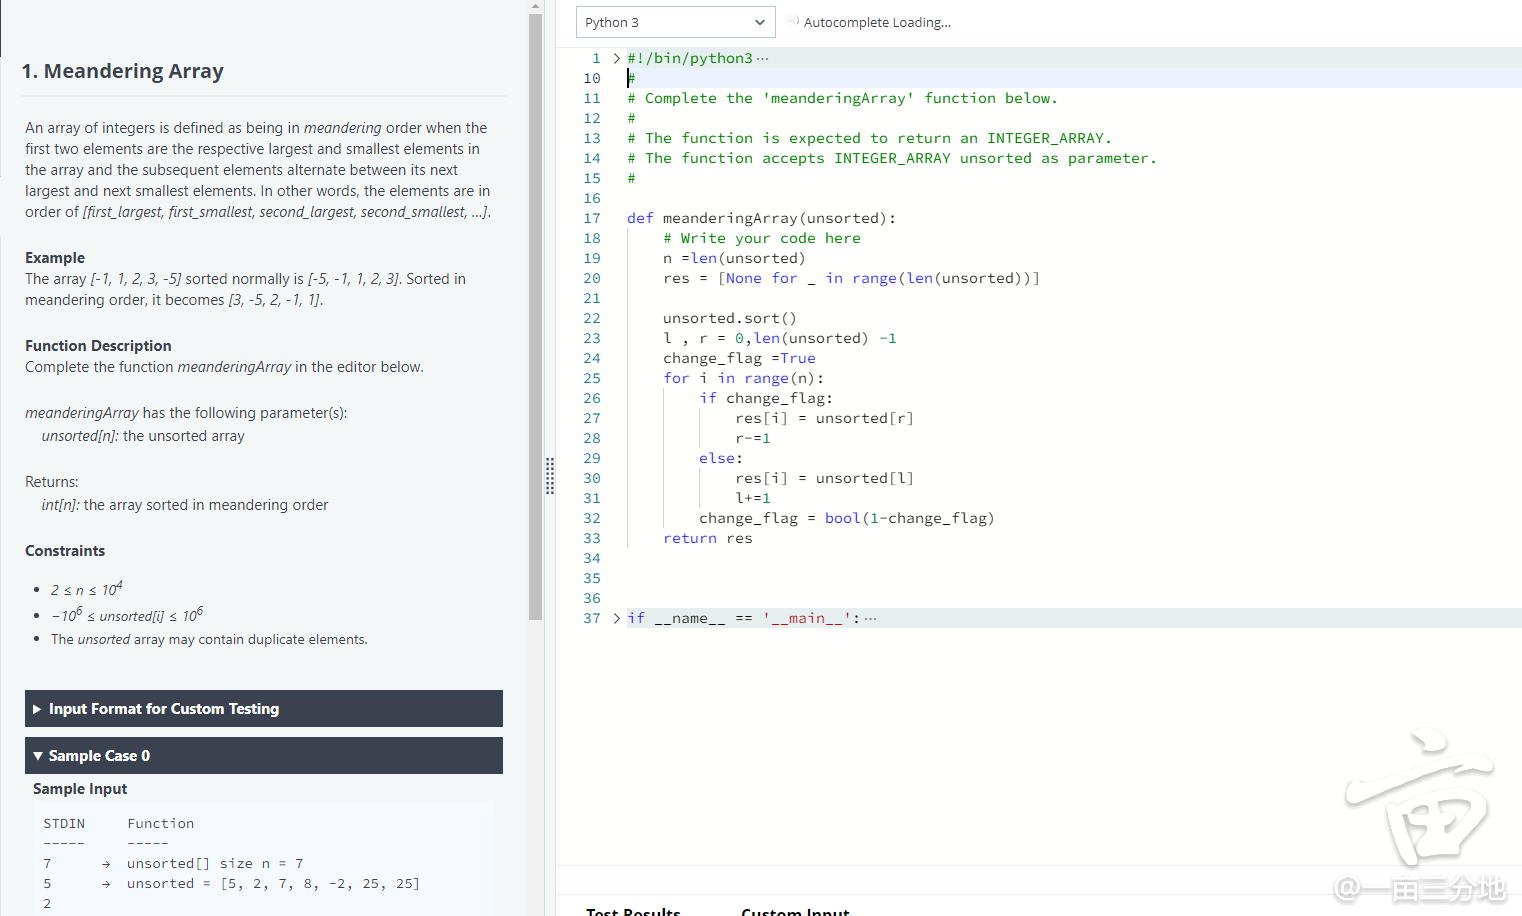 1. Meandering Array
An array of integers is defined as being in meandering order when the
first two elements are the respective largest and smallest elements in
the array and the subsequent elements alternate between its next
largest and next smallest elements. In other words, the elements are in
order of [first_largest, first_smallest, second_largest, second_smallest, ...].
Example
The array [-1, 1, 2, 3, -5] sorted normally is [-5, -1, 1, 2, 3]. Sorted in
meandering order, it becomes [3, -5, 2, -1, 1].
Function Description
Complete the function meanderingArray in the editor below.
meanderingArray has the following parameter(s):
unsorted[n]: the unsorted array
Returns:
int[n]: the array sorted in meandering order
Constraints
• 2 ≤ n ≤ 10⁴
• −10⁶ ≤ unsorted[i] ≤ 10⁶
• The unsorted array may contain duplicate elements.
▶ Input Format for Custom Testing
▼ Sample Case 0
Sample Input
STDIN Function
----- -----
7 → unsorted[] size n = 7
5 → unsorted = [5, 2, 7, 8, -2, 25, 25]
2
Python 3
Autocomplete Loading...
1 > #!/bin/python3 ...
10 #
11 # Complete the 'meanderingArray' function below.
12 #
13 # The function is expected to return an INTEGER_ARRAY.
14 # The function accepts INTEGER_ARRAY unsorted as parameter.
15 #
16
17 def meanderingArray(unsorted):
18     # Write your code here
19     n =len(unsorted)
20     res = [None for _ in range(len(unsorted))]
21
22     unsorted.sort()
23     l , r = 0,len(unsorted) -1
24     change_flag =True
25     for i in range(n):
26         if change_flag:
27             res[i] = unsorted[r]
28             r-=1
29         else:
30             res[i] = unsorted[l]
31             l+=1
32         change_flag = bool(1-change_flag)
33     return res
34
35
36
37 > if __name__ == '__main__': ...
Test Results Custom Input
亩
@一亩三分地